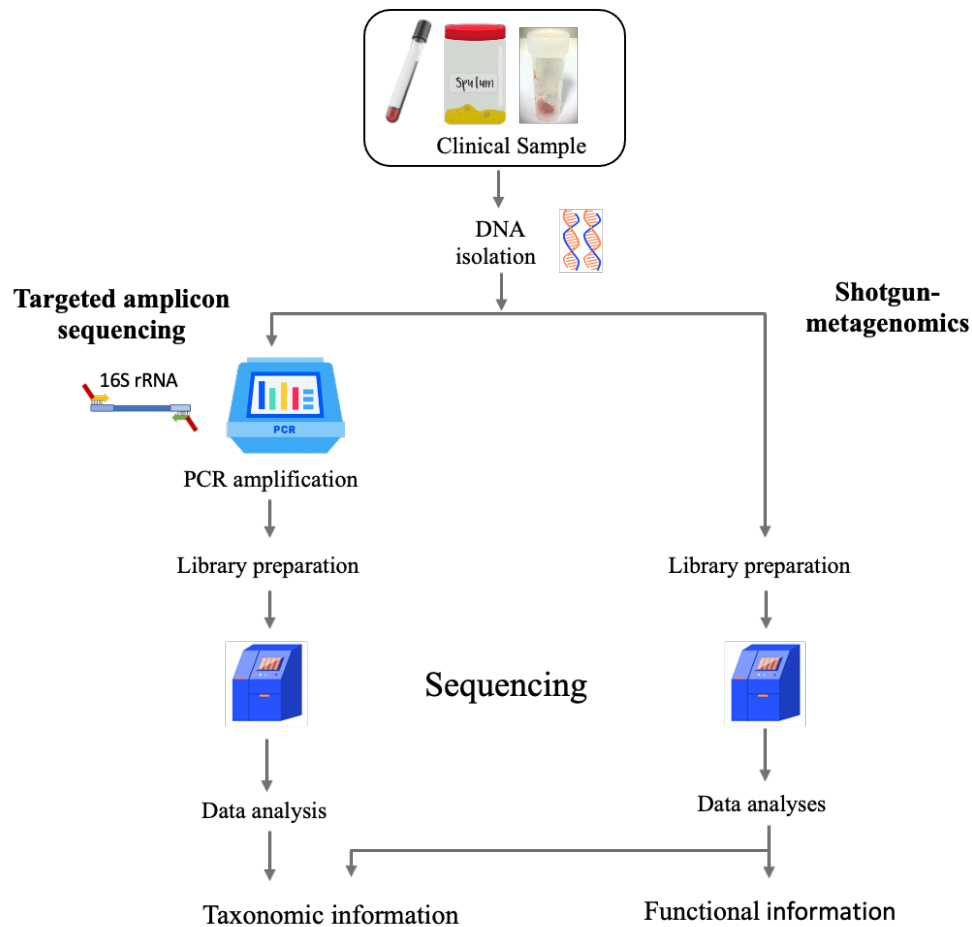 Sputum
Clinical Sample
DNA
isolation
Targeted amplicon
sequencing
Shotgun-
metagenomics
16S rRNA
PCR
PCR amplification
Library preparation
Library preparation
Sequencing
Data analysis
Data analyses
Taxonomic information
Functional information